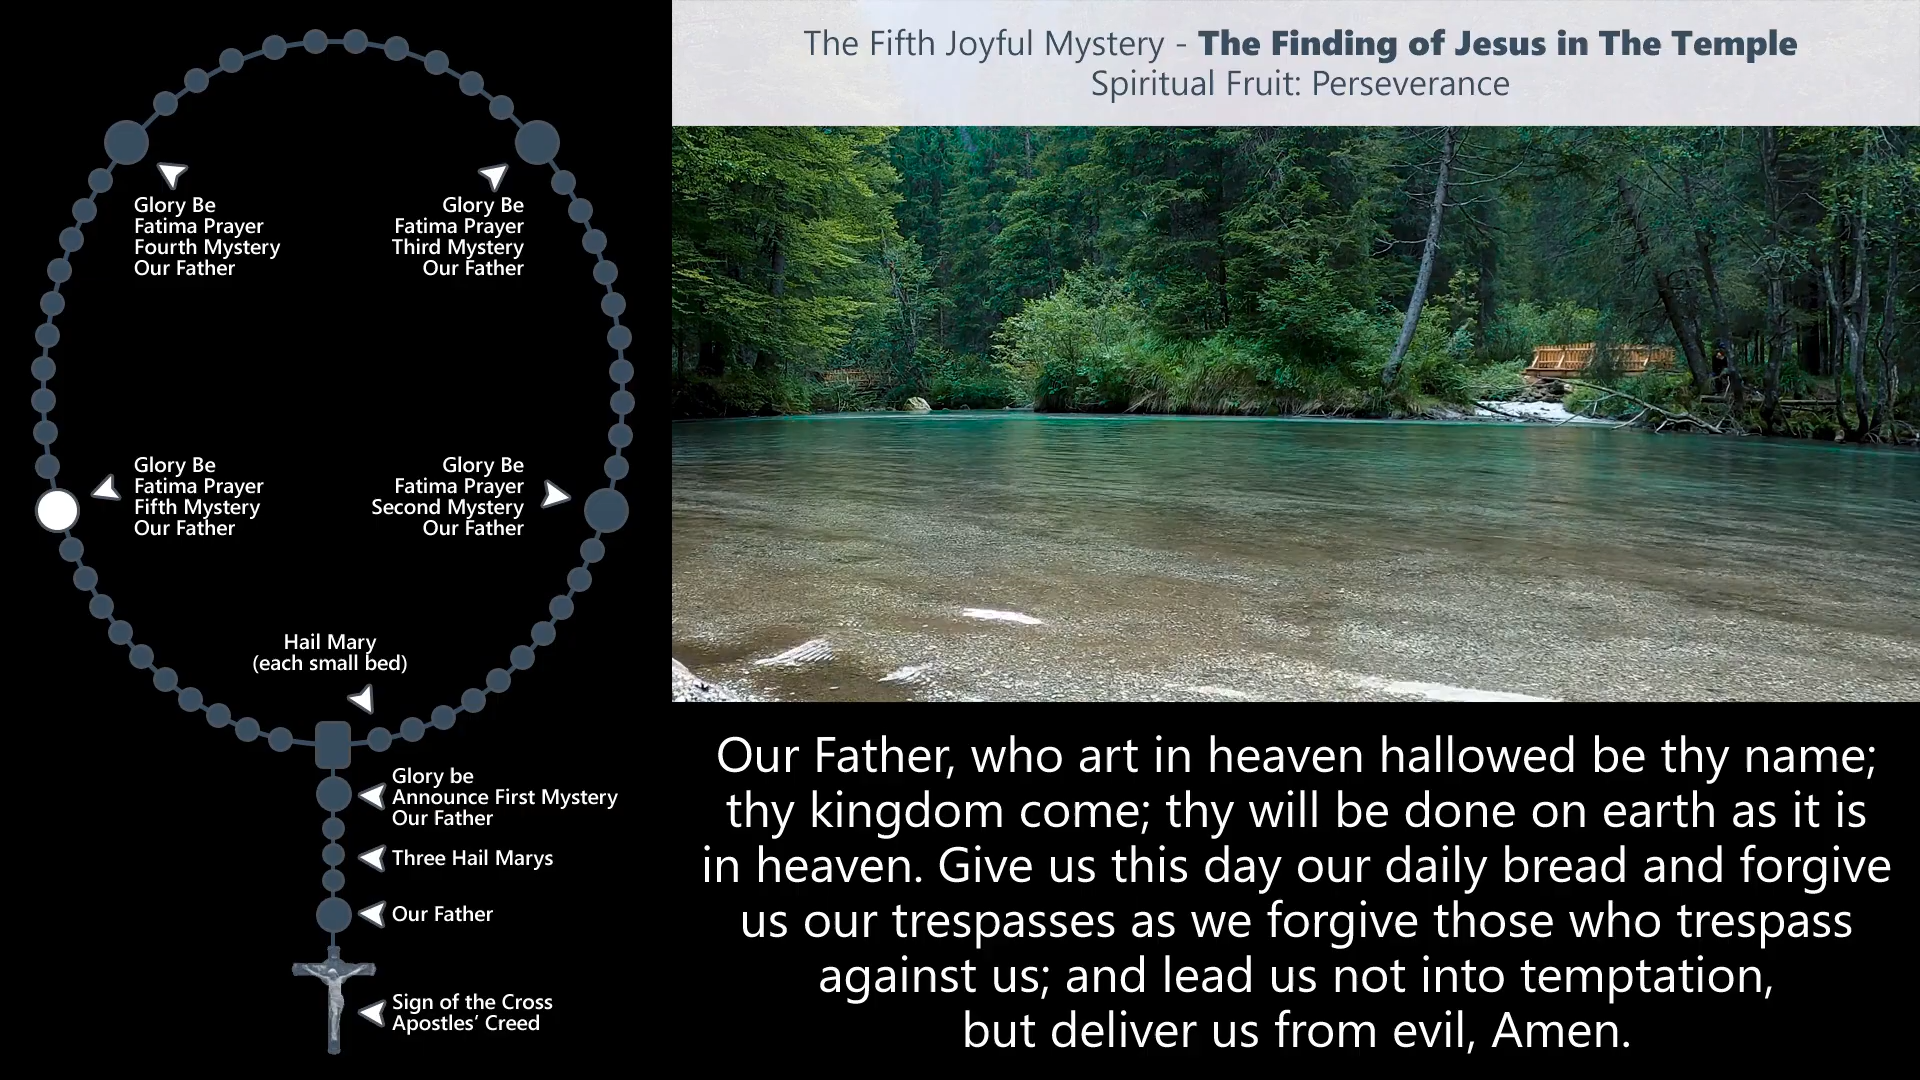 The Fifth Joyful Mystery - The Finding of Jesus in The Temple
Spiritual Fruit: Perseverance
Glory Be
Fatima Prayer
Fourth Mystery
Our Father
Glory Be
Fatima Prayer
Third Mystery
Our Father
Glory Be
Fatima Prayer
Fifth Mystery
Our Father
Glory Be
Fatima Prayer
Second Mystery
Our Father
Hail Mary
(each small bed)
Glory be
Announce First Mystery
Our Father
Three Hail Marys
Our Father
Sign of the Cross
Apostles’ Creed
Our Father, who art in heaven hallowed be thy name;
thy kingdom come; thy will be done on earth as it is
in heaven. Give us this day our daily bread and forgive
us our trespasses as we forgive those who trespass
against us; and lead us not into temptation,
but deliver us from evil, Amen.